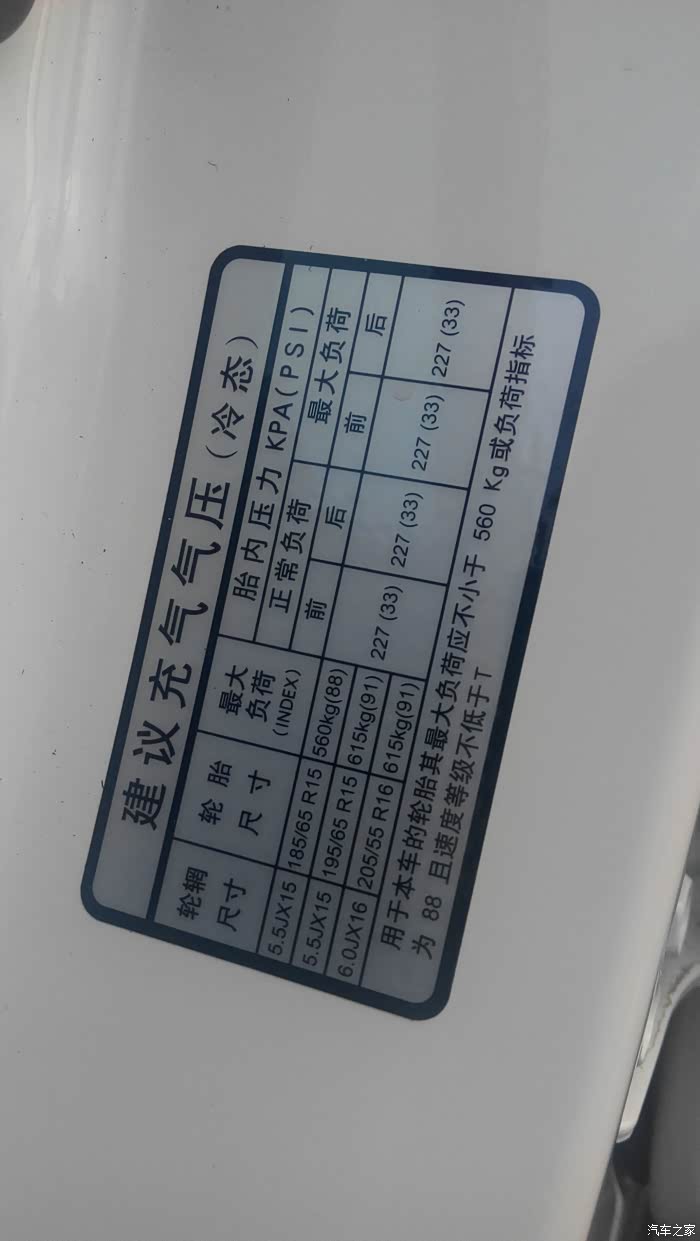 建议充气气压(冷态)
轮辋尺寸 轮胎尺寸 最大负荷(INDEX) 胎内压力 KPA(PSI)
正常负荷 最大负荷
前 后 前 后
5.5JX15 185/65 R15 560kg(88)
5.5JX15 195/65 R15 615kg(91) 227 (33) 227 (33) 227 (33) 227 (33)
6.0JX16 205/55 R16 615kg(91)
用于本车的轮胎其最大负荷应不小于 560 Kg或负荷指标
为 88 且速度等级不低于T
汽车之家